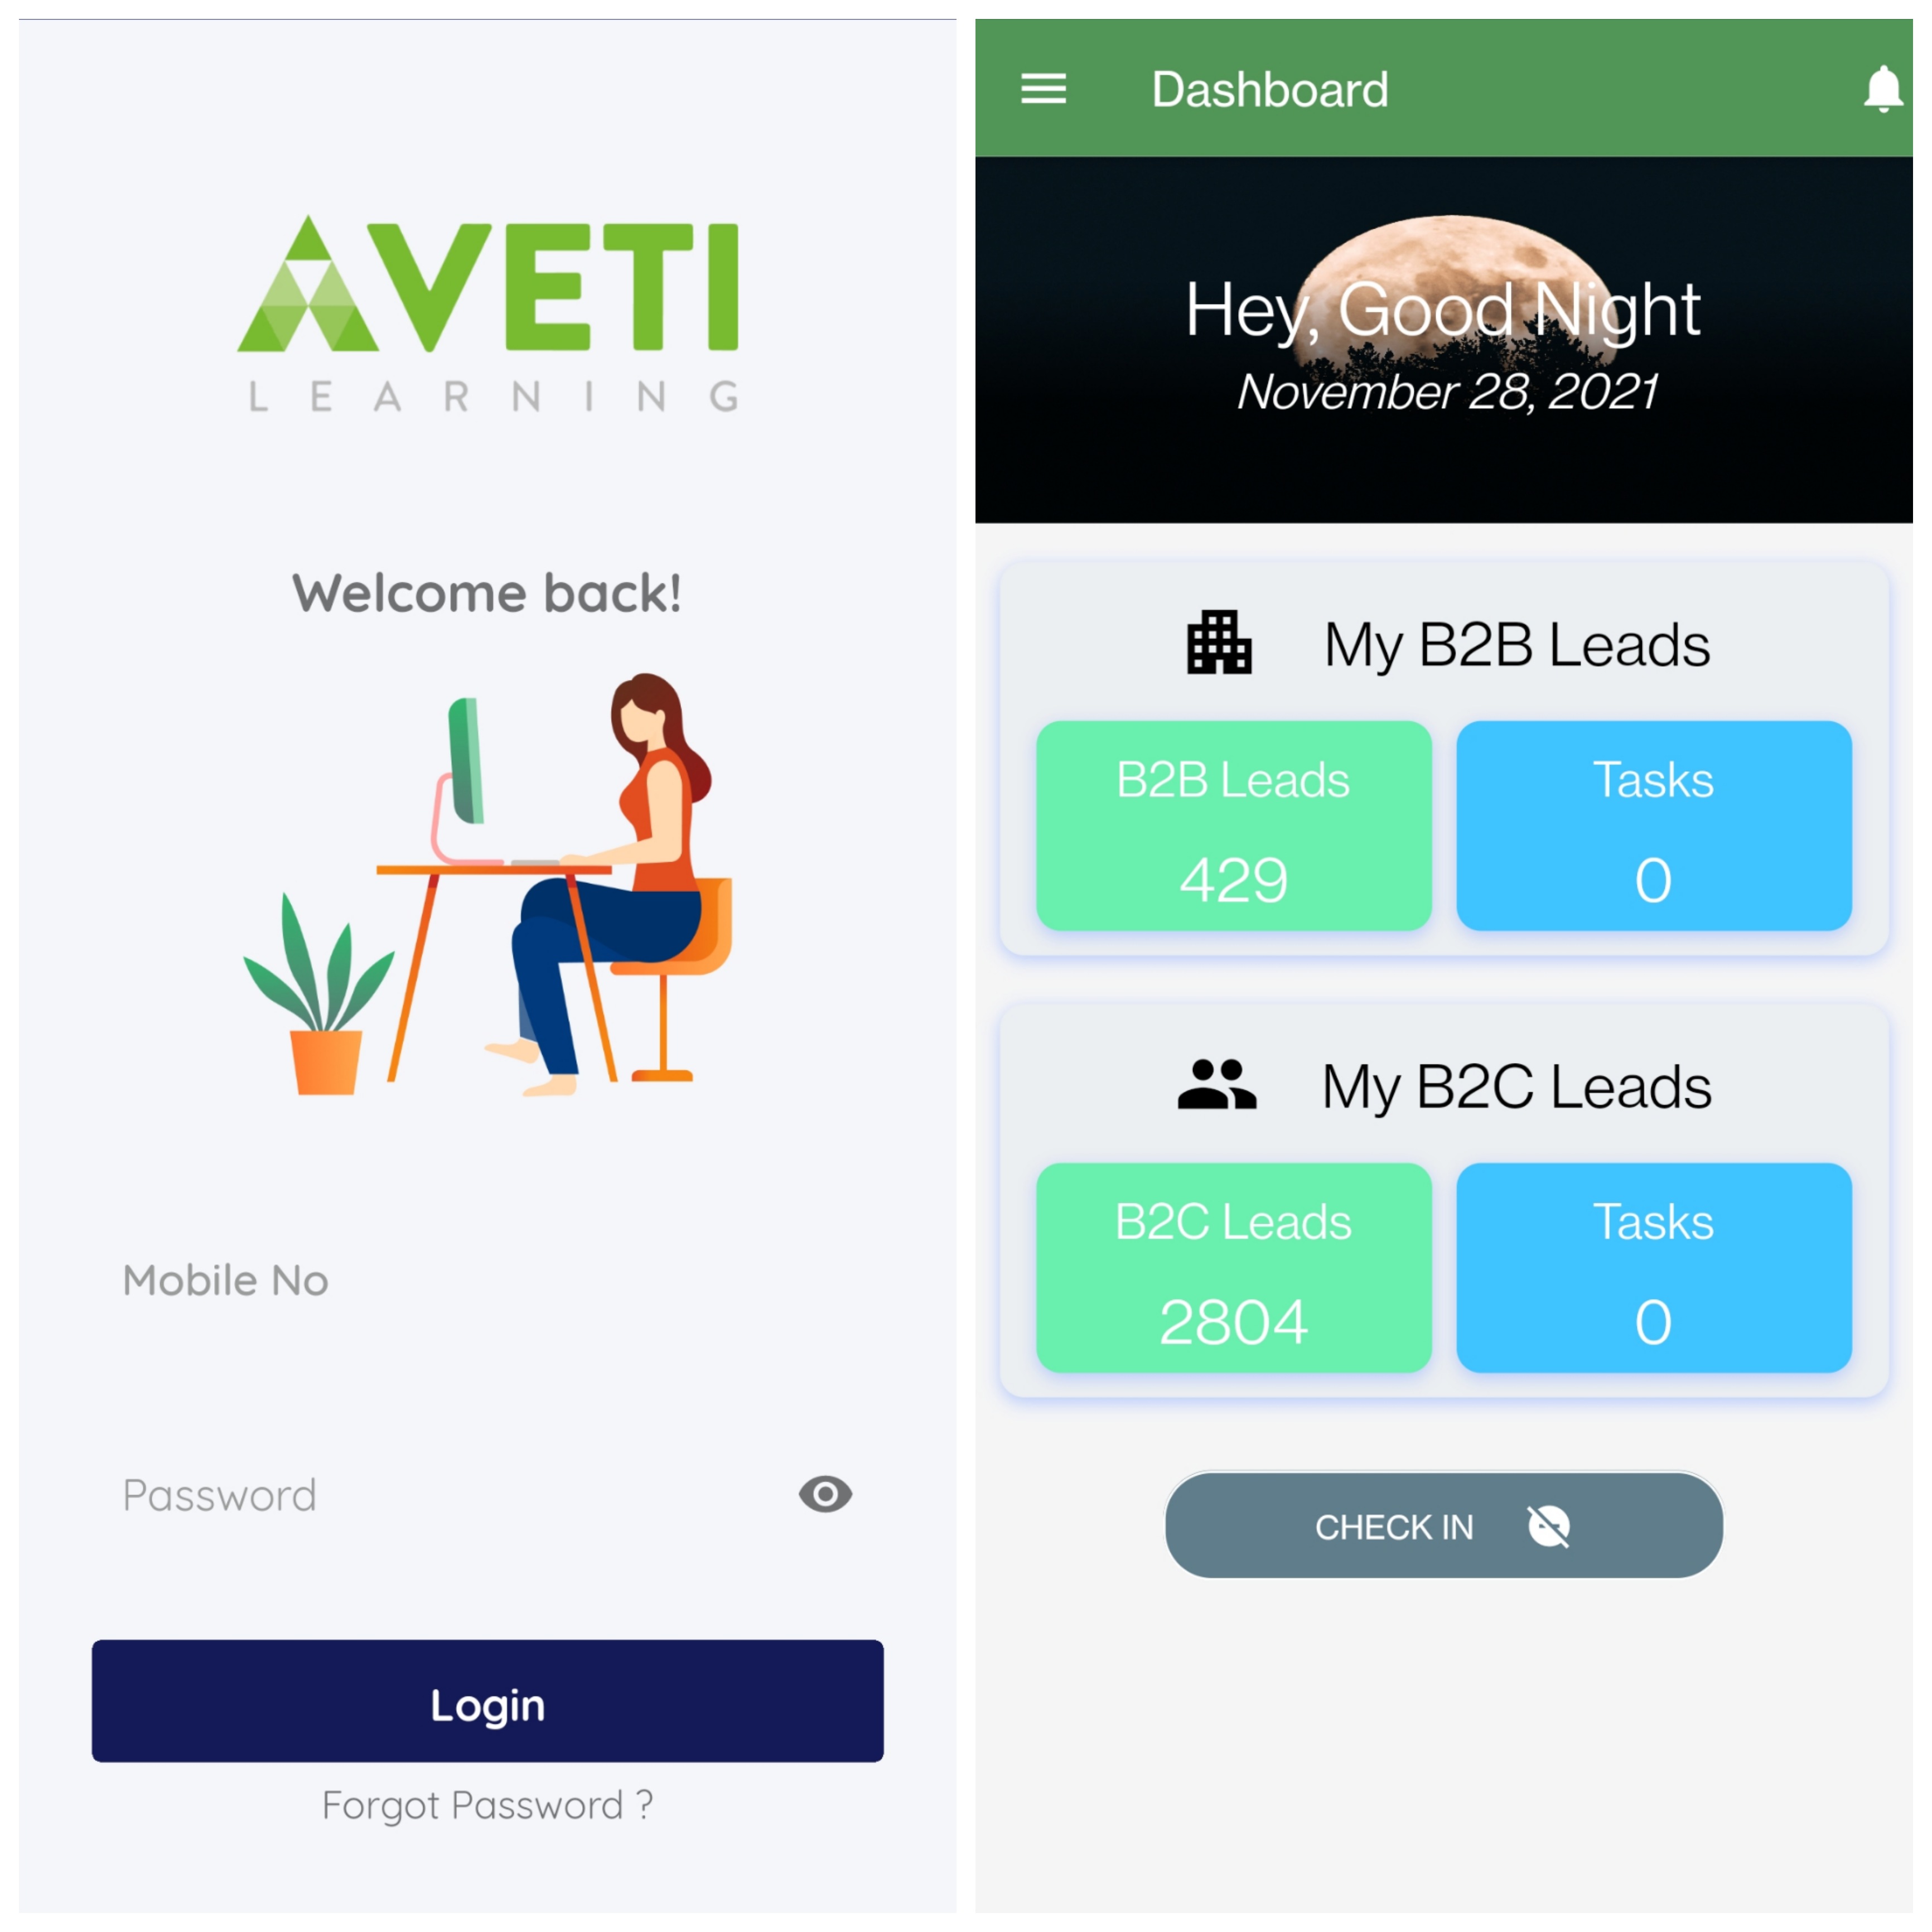 AVETI
LEARNING
Welcome back!
Mobile No
Password
Login
Forgot Password ?
Dashboard
Hey, Good Night
November 28, 2021
My B2B Leads
B2B Leads
Tasks
429
0
My B2C Leads
B2C Leads
Tasks
2804
0
CHECK IN